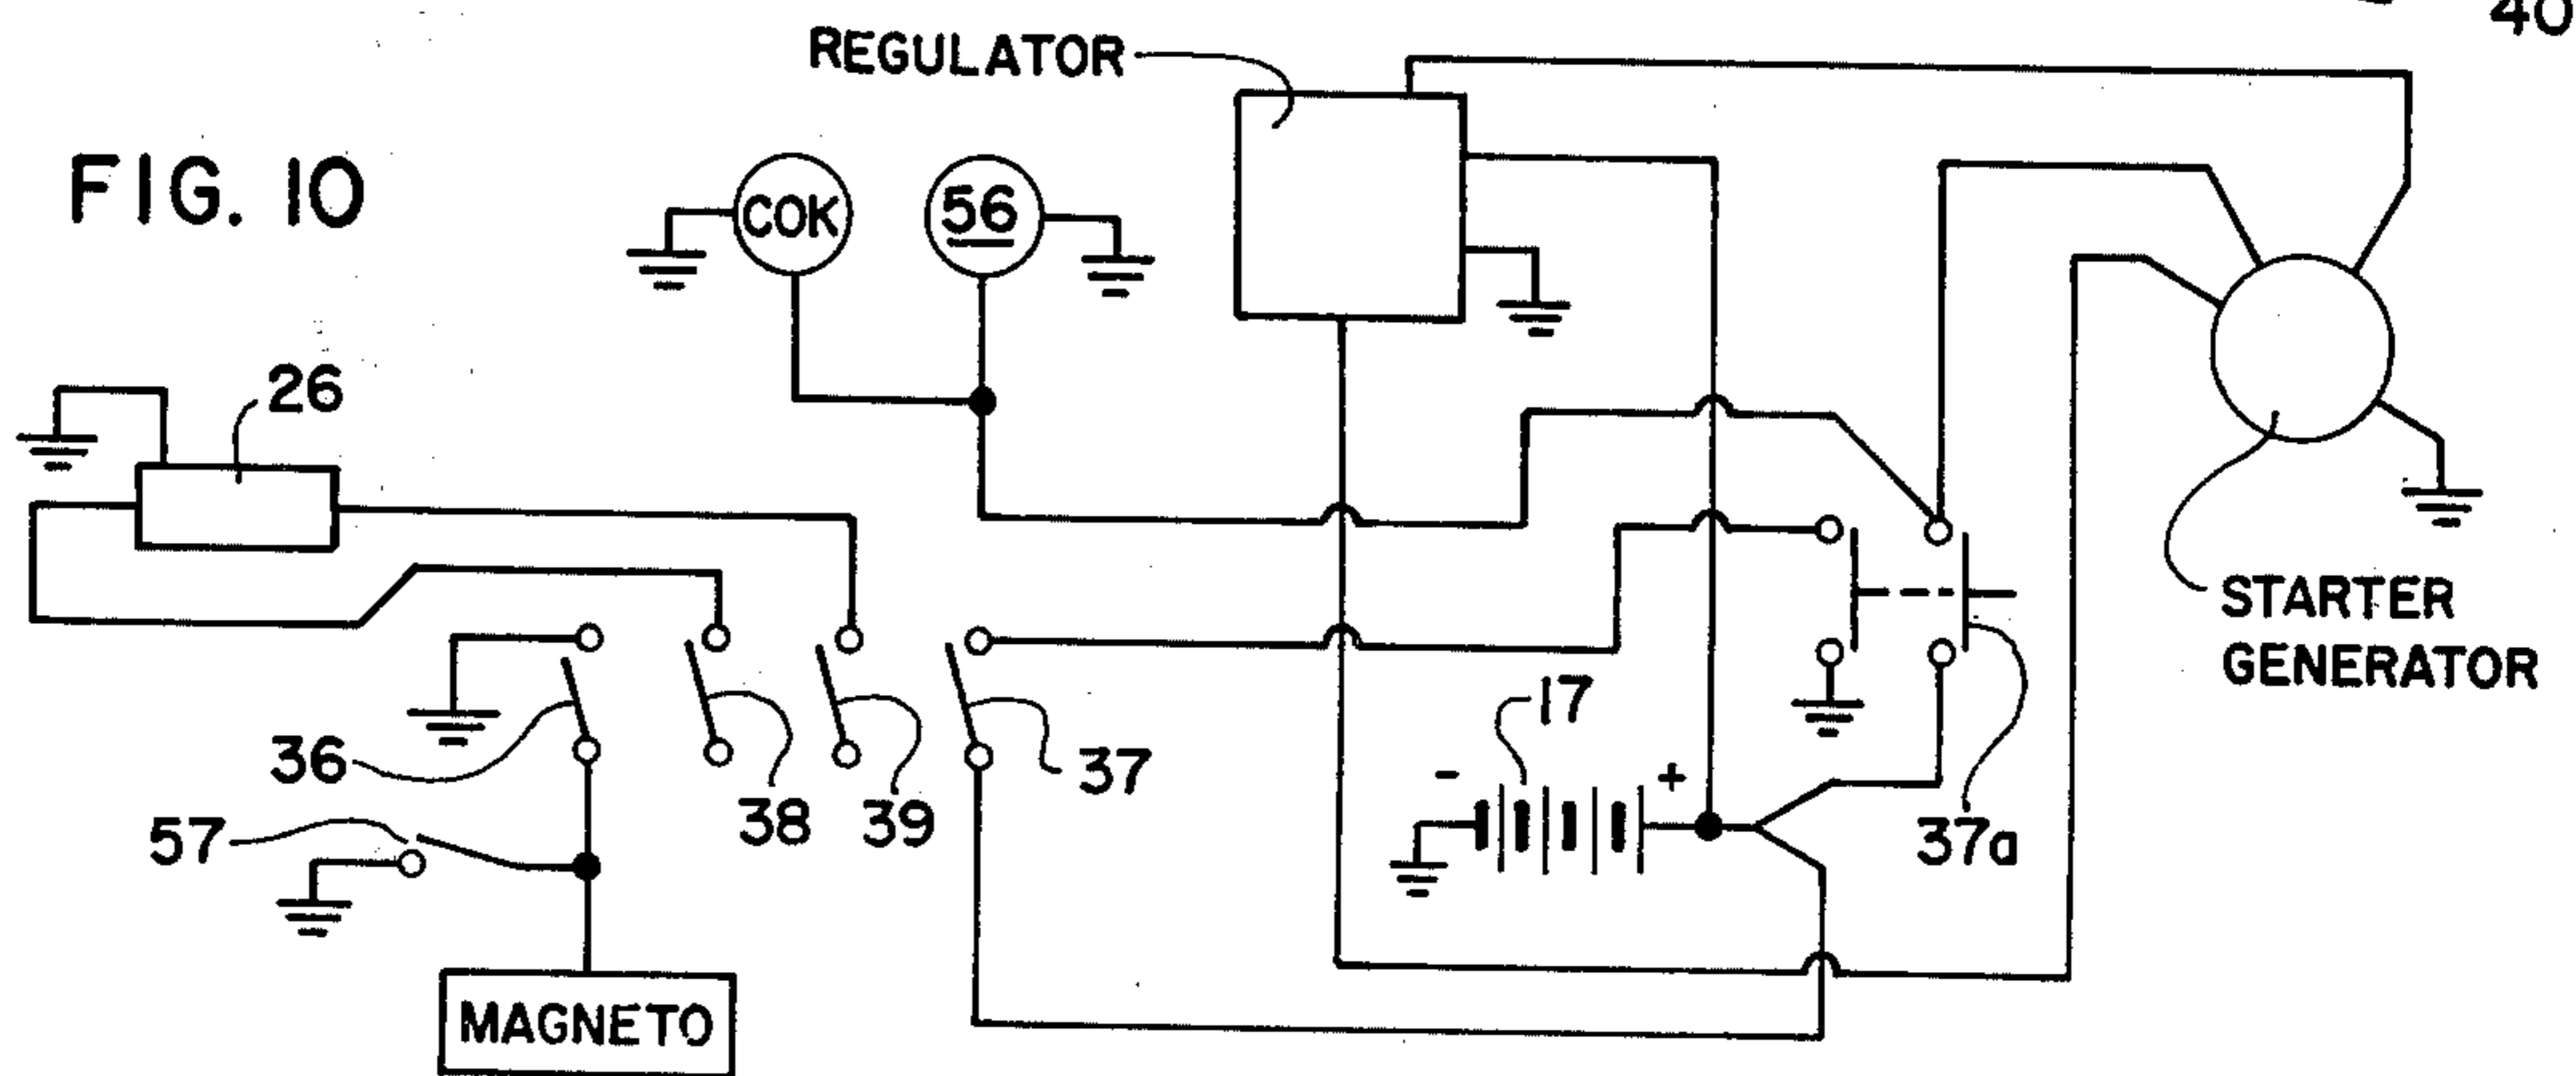 40
REGULATOR
FIG. 10
COK
56
26
STARTER
GENERATOR
17
- +
36
37
38
39
57
37a
MAGNETO